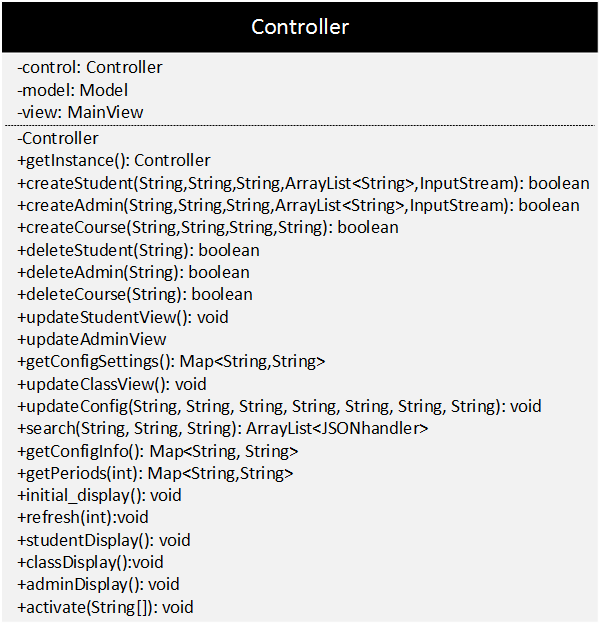 Controller
-control: Controller
-model: Model
-view: MainView
-Controller
+getInstance(): Controller
+createStudent(String,String,String,ArrayList<String>,InputStream): boolean
+createAdmin(String,String,String,ArrayList<String>,InputStream): boolean
+createCourse(String,String,String,String): boolean
+deleteStudent(String): boolean
+deleteAdmin(String): boolean
+deleteCourse(String): boolean
+updateStudentView(): void
+updateAdminView
+getConfigSettings(): Map<String,String>
+updateClassView(): void
+updateConfig(String, String, String, String, String, String, String): void
+search(String, String, String): ArrayList<JSONhandler>
+getConfigInfo(): Map<String, String>
+getPeriods(int): Map<String,String>
+initial_display(): void
+refresh(int):void
+studentDisplay(): void
+classDisplay():void
+adminDisplay(): void
+activate(String[]): void